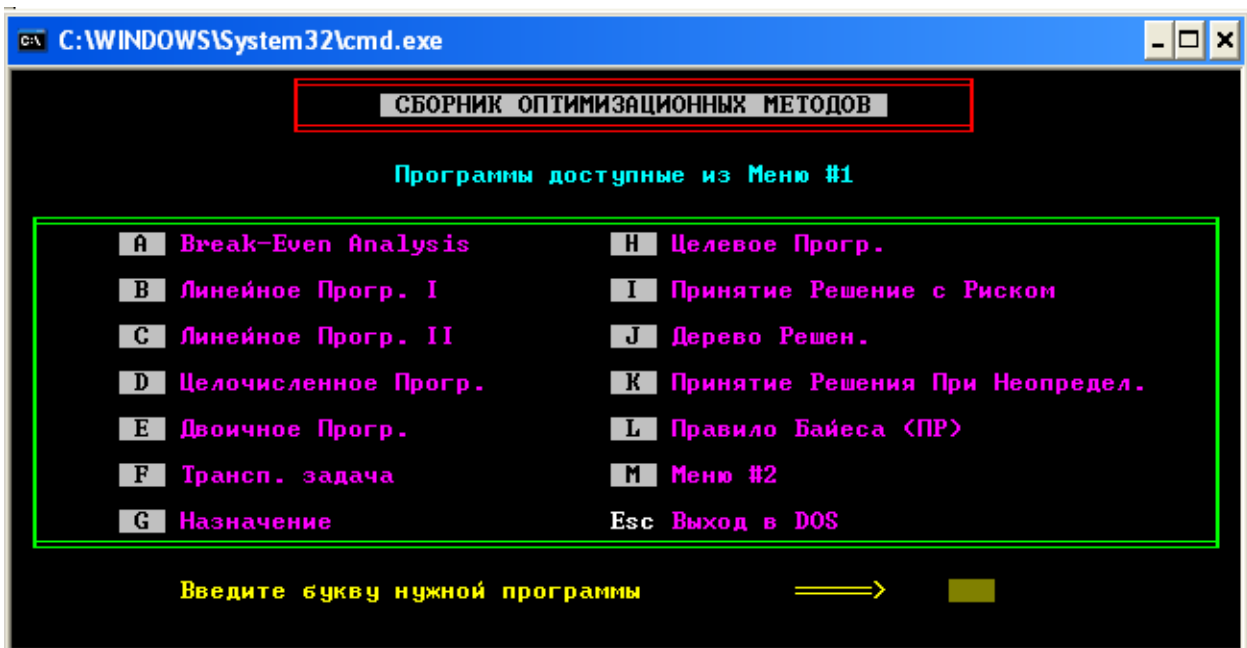 C:\WINDOWS\System32\cmd.exe
СБОРНИК ОПТИМИЗАЦИОННЫХ МЕТОДОВ
Программы доступные из Меню #1
A Break-Even Analysis
B Линейное Прогр. I
C Линейное Прогр. II
D Целочисленное Прогр.
E Двоичное Прогр.
F Трансп. задача
G Назначение
H Целевое Прогр.
I Принятие Решение с Риском
J Дерево Решен.
K Принятие Решения При Неопредел.
L Правило Байеса (ПР)
M Меню #2
Esc Выход в DOS
Введите букву нужной программы ====>